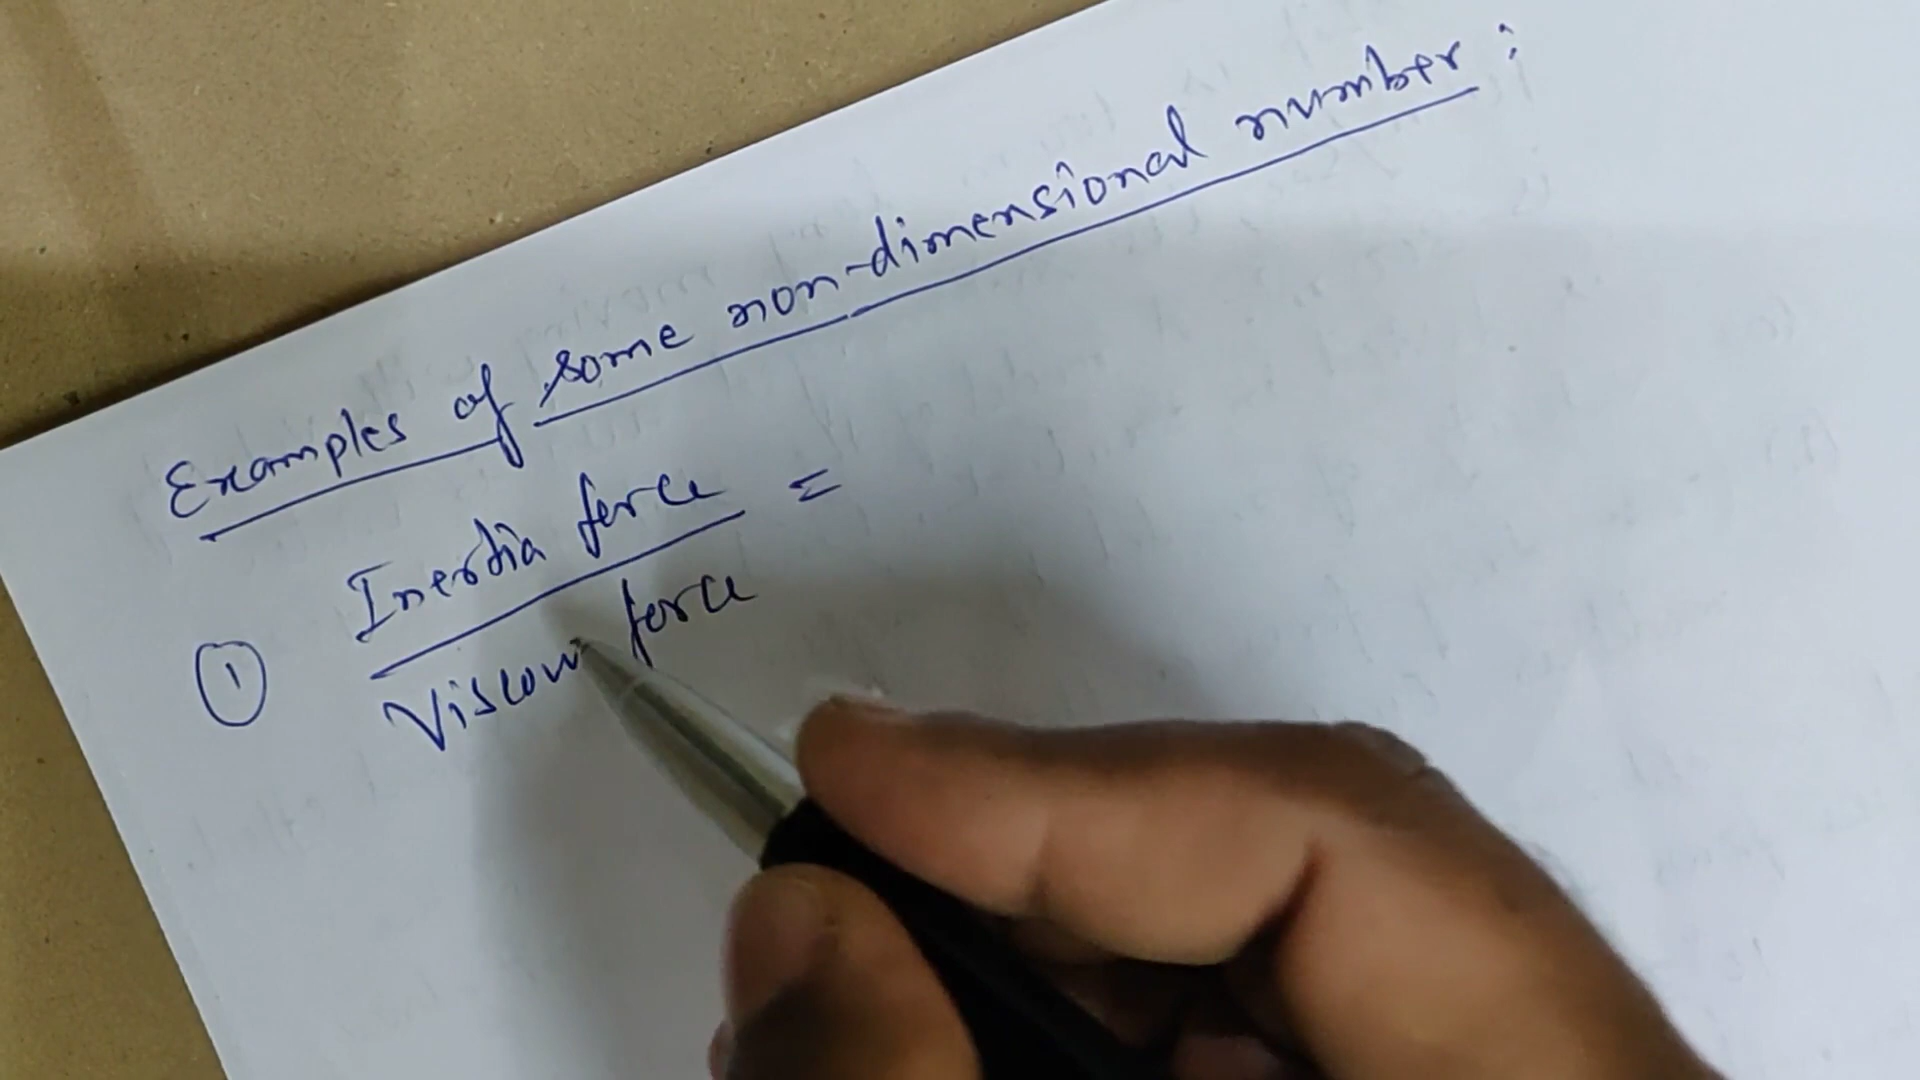 Examples of some non-dimensional number :
① Inertia force =
Viscous force